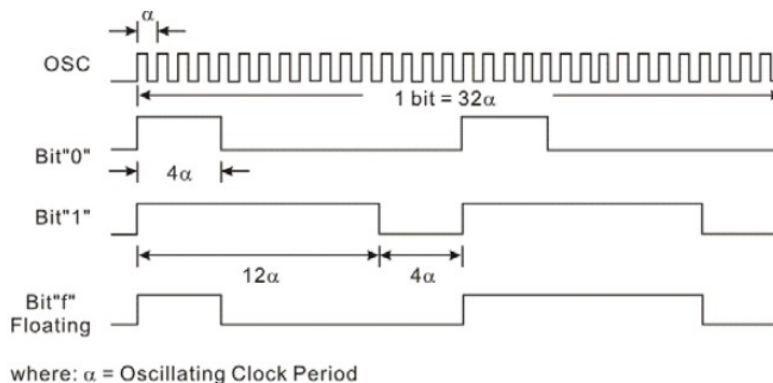 α
OSC
1 bit = 32α
Bit"0"
4α
Bit"1"
12α
4α
Bit"f"
Floating
where: α = Oscillating Clock Period